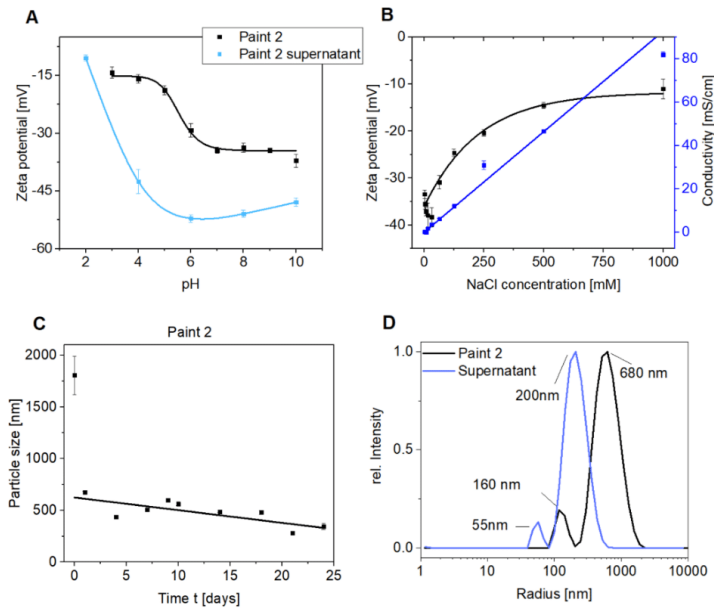 A
Paint 2
Paint 2 supernatant
-15
-30
-45
-60
Zeta potential [mV]
2
4
6
8
10
pH
B
0
-10
-20
-30
-40
Zeta potential [mV]
80
60
40
20
0
Conductivity [mS/cm]
0
250
500
750
1000
NaCl concentration [mM]
C
Paint 2
2000
1500
1000
500
0
Particle size [nm]
0
5
10
15
20
25
Time t [days]
D
Paint 2
Supernatant
200nm
680 nm
160 nm
55nm
1.0
0.5
0.0
rel. Intensity
1
10
100
1000
10000
Radius [nm]